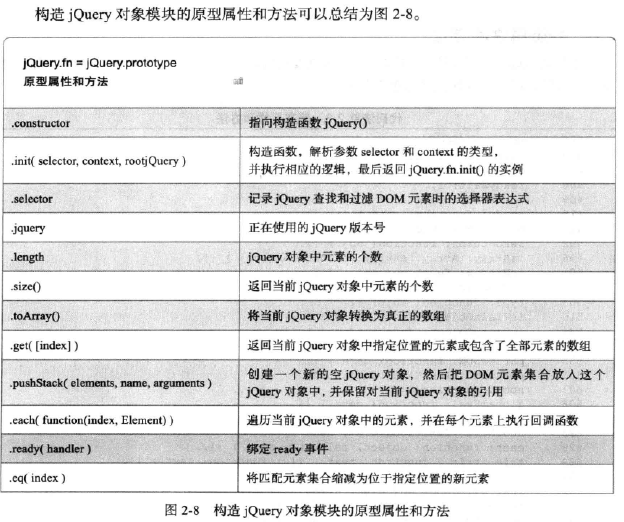 构造 jQuery 对象模块的原型属性和方法可以总结为图 2-8。
jQuery.fn = jQuery.prototype
原型属性和方法
.constructor 指向构造函数 jQuery()
.init( selector, context, rootjQuery ) 构造函数，解析参数 selector 和 context 的类型，
并执行相应的逻辑，最后返回 jQuery.fn.init() 的实例
.selector 记录 jQuery 查找和过滤 DOM 元素时的选择器表达式
.jquery 正在使用的 jQuery 版本号
.length jQuery 对象中元素的个数
.size() 返回当前 jQuery 对象中元素的个数
.toArray() 将当前 jQuery 对象转换为真正的数组
.get( [index] ) 返回当前 jQuery 对象中指定位置的元素或包含了全部元素的数组
.pushStack( elements, name, arguments ) 创建一个新的空 jQuery 对象，然后把 DOM 元素集合放入这个
jQuery 对象中，并保留对当前 jQuery 对象的引用
.each( function(index, Element) ) 遍历当前 jQuery 对象中的元素，并在每个元素上执行回调函数
.ready( handler ) 绑定 ready 事件
.eq( index ) 将匹配元素集合缩减为位于指定位置的新元素
图 2-8 构造 jQuery 对象模块的原型属性和方法